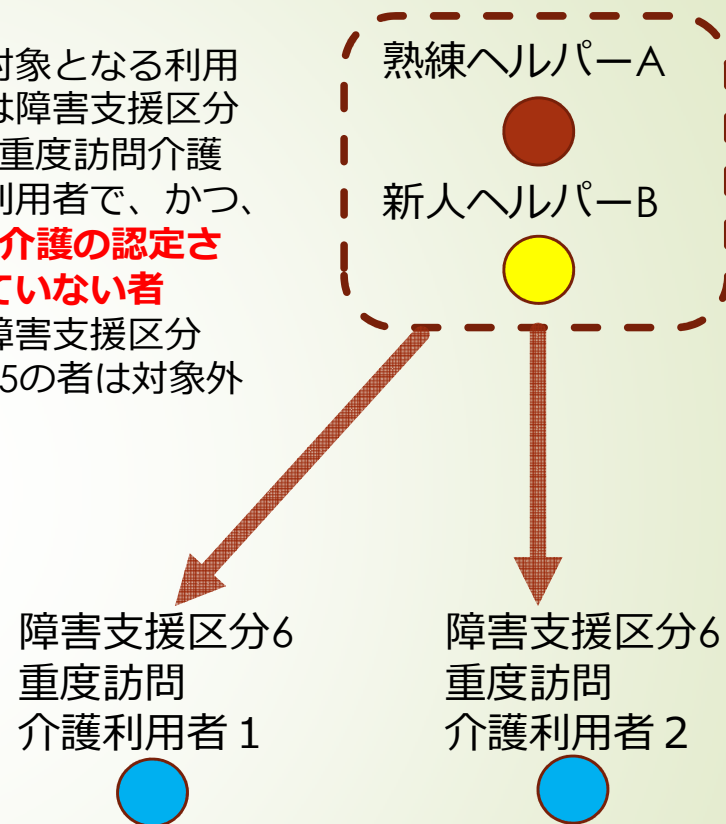 対象となる利用
は障害支援区分
重度訪問介護
利用者で、かつ、
介護の認定さ
ていない者
障害支援区分
5の者は対象外
熟練ヘルパーA
新人ヘルパーB
障害支援区分6
重度訪問
介護利用者１
障害支援区分6
重度訪問
介護利用者２